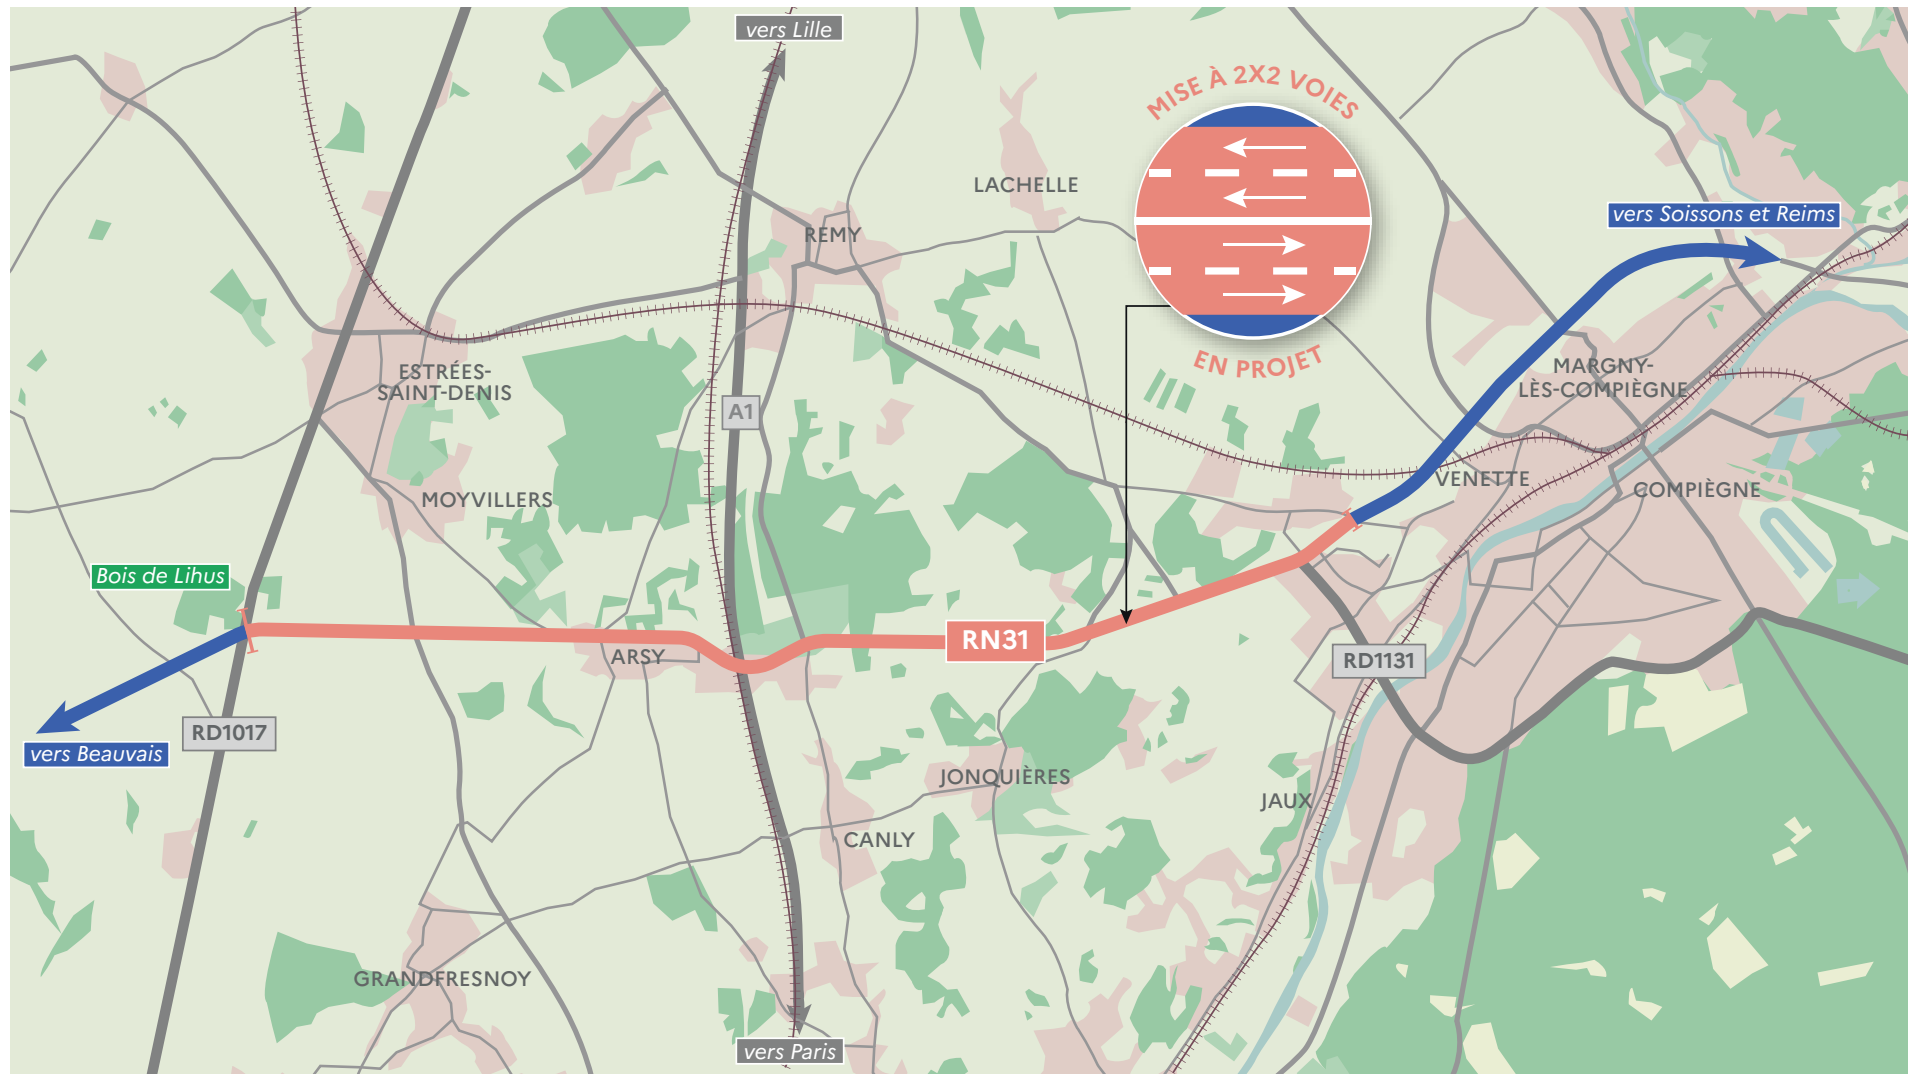 vers Lille
MISE À 2X2 VOIES
LACHELLE
vers Soissons et Reims
REMY
EN PROJET
ESTRÉES-
SAINT-DENIS
MARGNY-
LÈS-COMPIÈGNE
A1
MOYVILLERS
VENETTE
COMPIÈGNE
Bois de Lihus
RN31
ARSY
RD1131
RD1017
vers Beauvais
JONQUIÈRES
JAUX
CANLY
GRANDFRESNOY
vers Paris